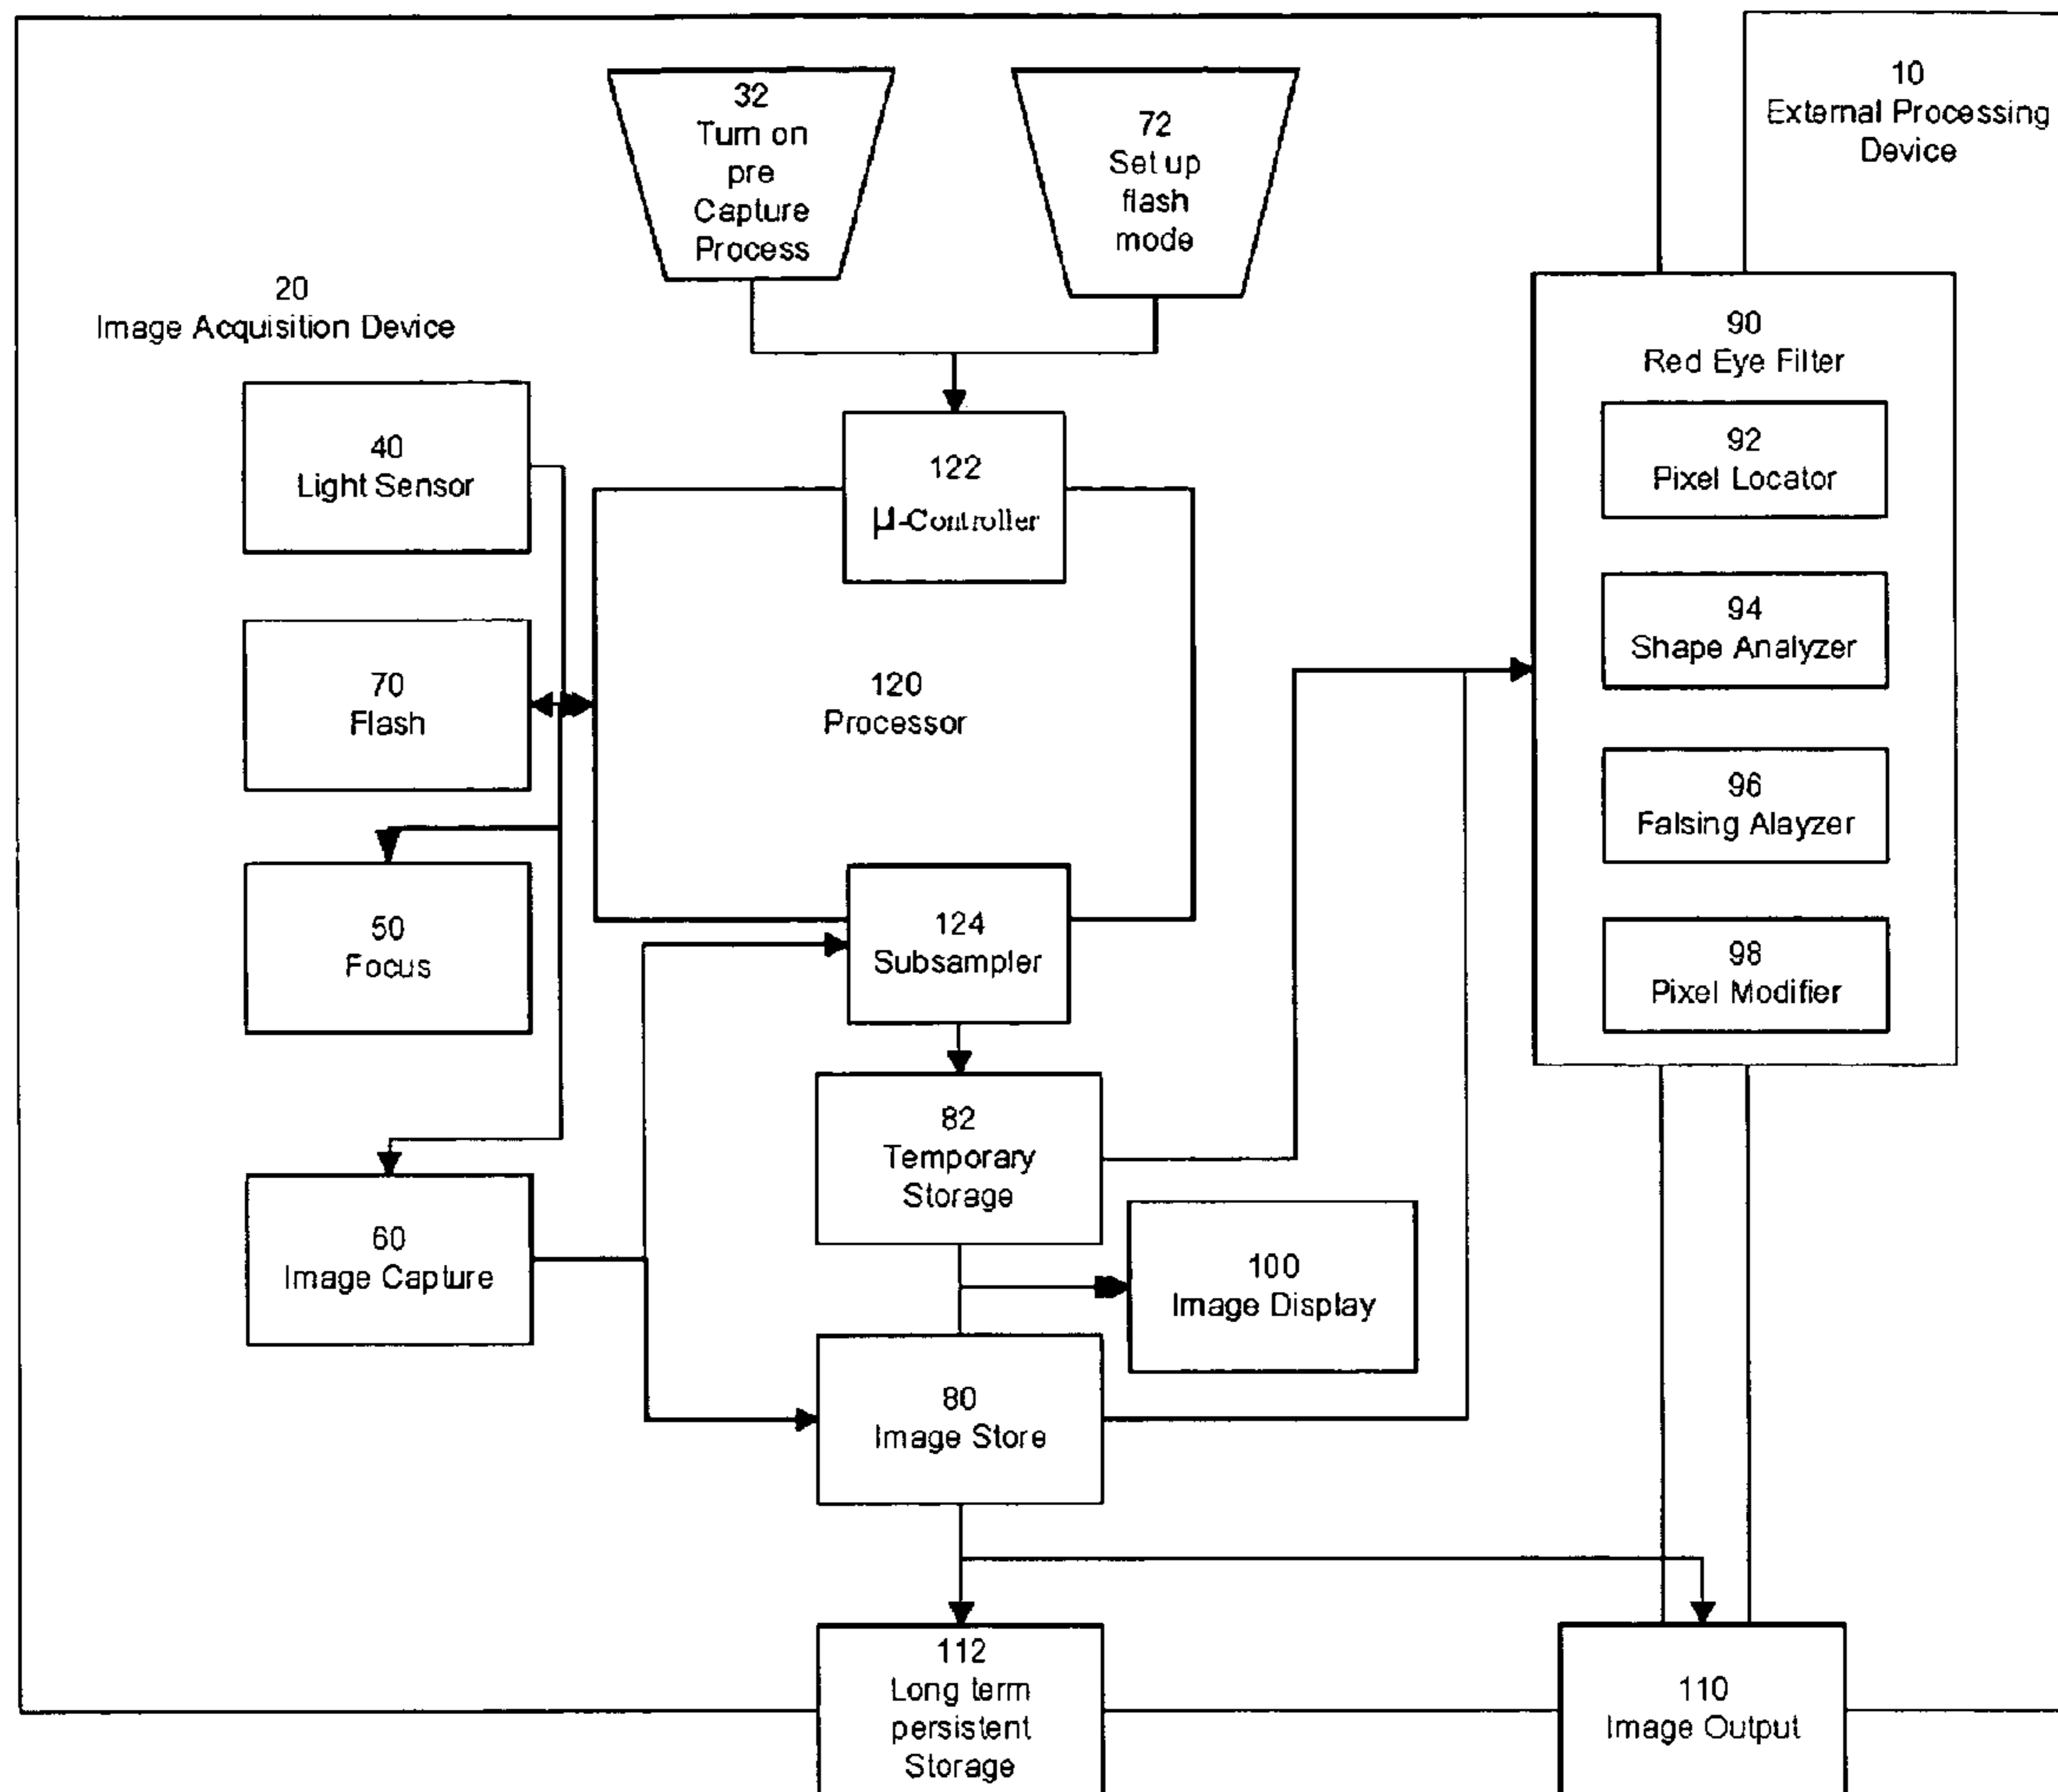 10
External Processing
Device
32
Turn on
pre
Capture
Process
72
Set up
flash
mode
20
Image Acquisition Device
90
Red Eye Filter
40
Light Sensor
122
µ-Controller
92
Pixel Locator
94
Shape Analyzer
70
Flash
120
Processor
96
Falsing Alayzer
50
Focus
124
Subsampler
98
Pixel Modifier
82
Temporary
Storage
60
Image Capture
100
Image Display
80
Image Store
112
Long term
persistent
Storage
110
Image Output